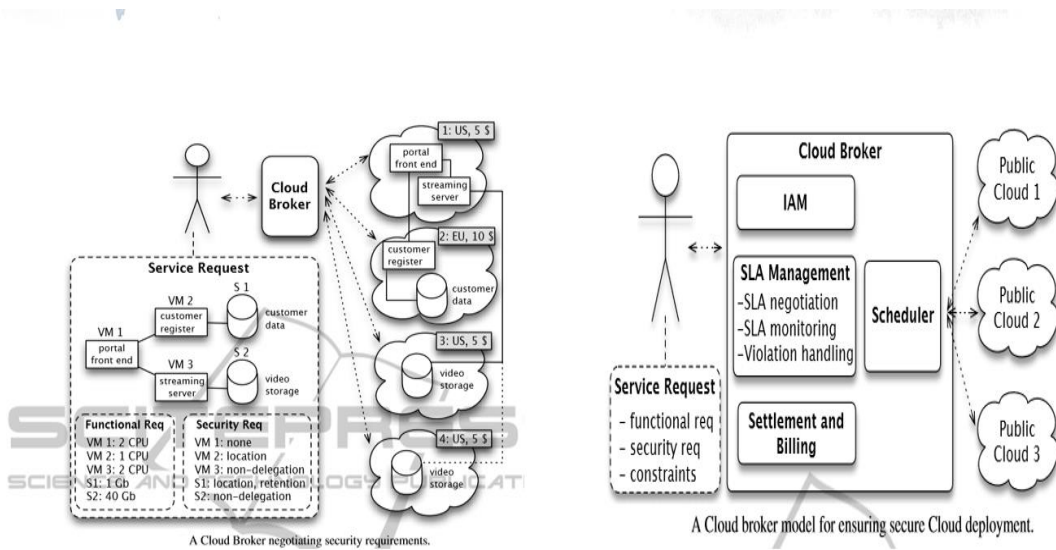 1: US, 5 $
portal
front end
streaming
server
Cloud
Broker
2: EU, 10 $
customer
register
customer
data
Service Request
S 1
VM 2
customer
register
customer
data
VM 1
portal
front end
S 2
VM 3
streaming
server
video
storage
3: US, 5 $
video
storage
4: US, 5 $
video
storage
Functional Req
VM 1: 2 CPU
VM 2: 1 CPU
VM 3: 2 CPU
S1: 1 Gb
S2: 40 Gb
Security Req
VM 1: none
VM 2: location
VM 3: non-delegation
S1: location, retention
S2: non-delegation
A Cloud Broker negotiating security requirements.
Cloud Broker
IAM
SLA Management
-SLA negotiation
-SLA monitoring
-Violation handling
Scheduler
Settlement and
Billing
Service Request
- functional req
- security req
- constraints
Public
Cloud 1
Public
Cloud 2
Public
Cloud 3
A Cloud broker model for ensuring secure Cloud deployment.